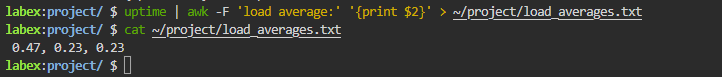 labex:project/ $ uptime | awk -F 'load average:' '{print $2}' > ~/project/load_averages.txt
labex:project/ $ cat ~/project/load_averages.txt
 0.47, 0.23, 0.23
labex:project/ $